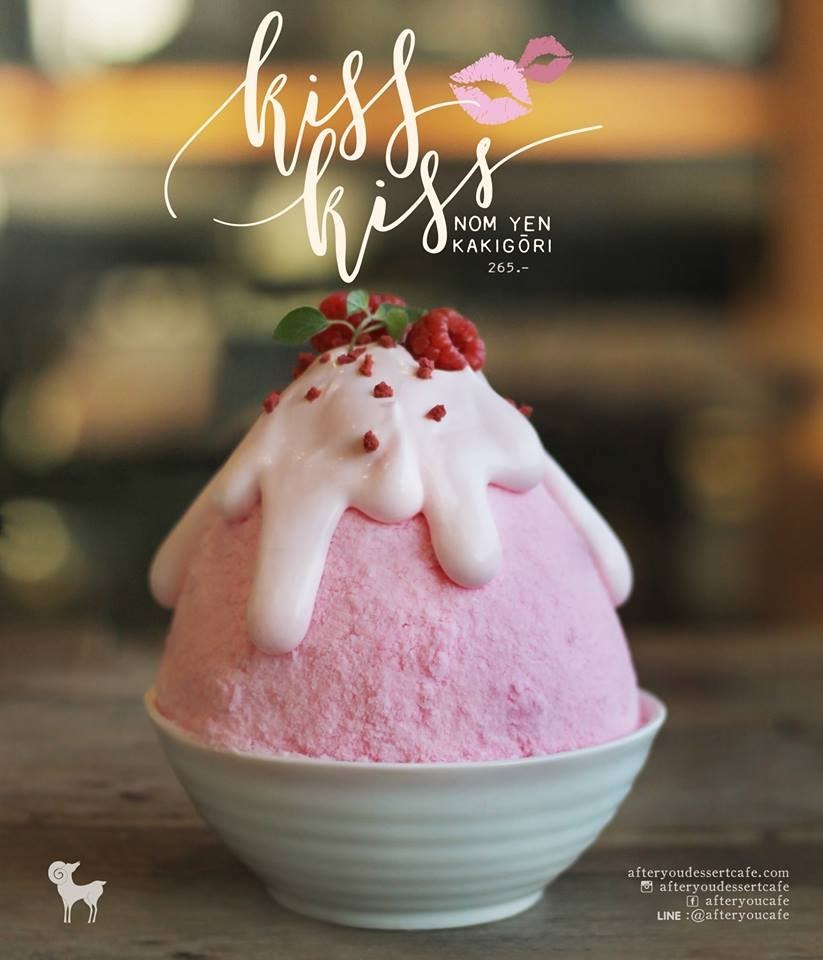 kiss
kiss
NOM YEN
KAKIGŌRI
265.-
afteryoudessertcafe.com
afteryoudessertcafe
afteryoucafe
LINE :@afteryoucafe